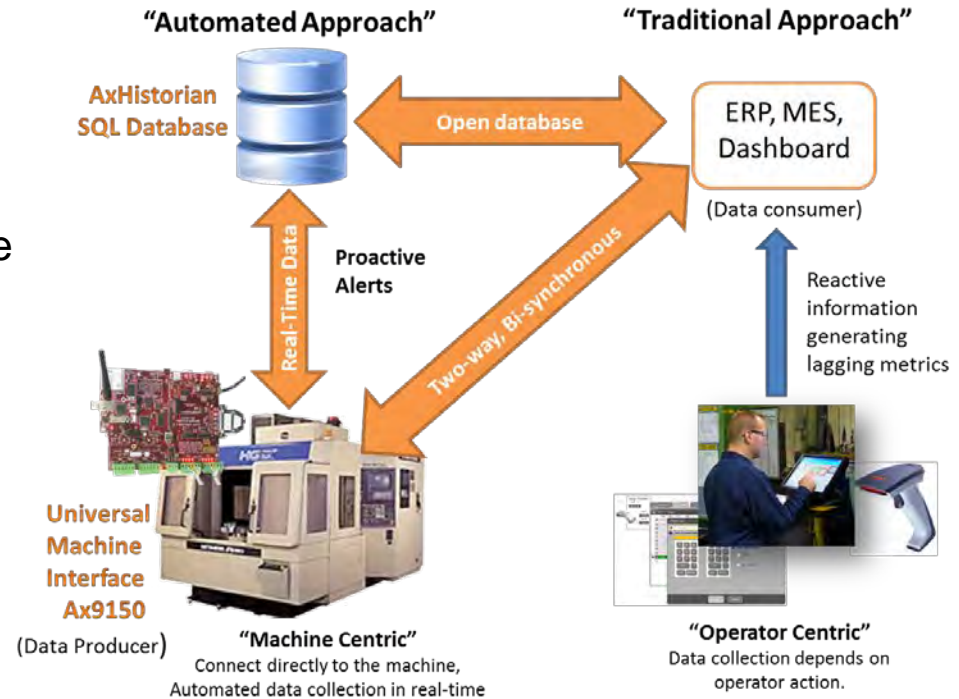 “Automated Approach”
“Traditional Approach”
AxHistorian
SQL Database
Open database
ERP, MES,
Dashboard
(Data consumer)
e
Real-Time Data
Proactive
Alerts
Two-way, Bi-synchronous
Reactive
information
generating
lagging metrics
HG
Universal
Machine
Interface
Ax9150
(Data Producer)
“Machine Centric”
Connect directly to the machine,
Automated data collection in real-time
“Operator Centric”
Data collection depends on
operator action.